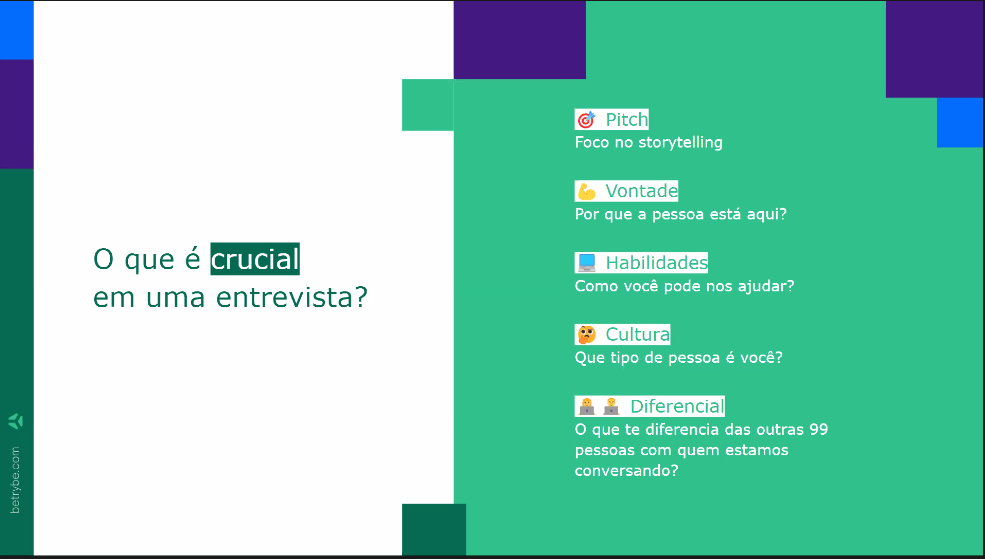 O que é crucial
em uma entrevista?
🎯 Pitch
Foco no storytelling
💪 Vontade
Por que a pessoa está aqui?
💻 Habilidades
Como você pode nos ajudar?
🤔 Cultura
Que tipo de pessoa é você?
👩‍💻 👨‍💻 Diferencial
O que te diferencia das outras 99
pessoas com quem estamos
conversando?
betrybe.com